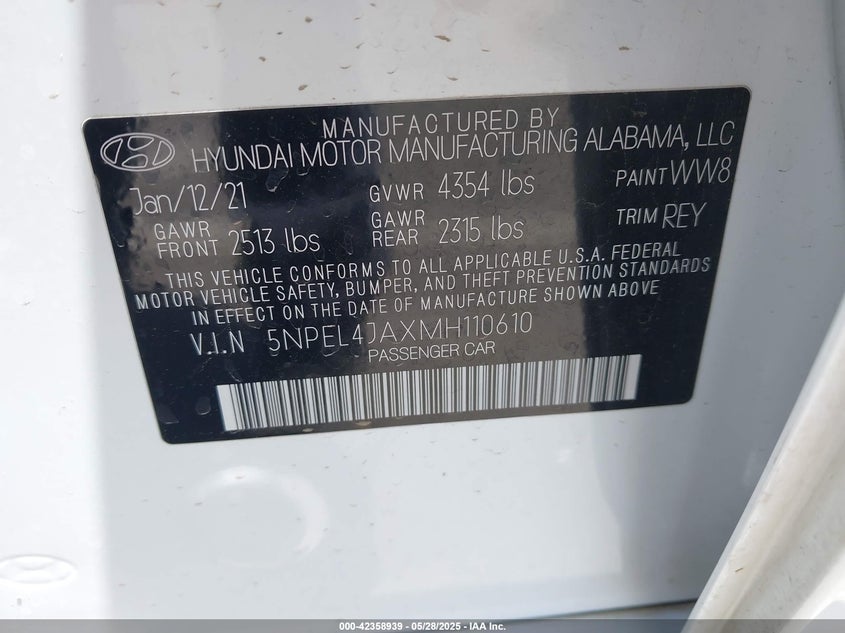 MANUFACTURED BY
HYUNDAI MOTOR MANUFACTURING ALABAMA, LLC
Jan/12/21 GVWR 4354 lbs PAINT WW8
GAWR FRONT 2513 lbs GAWR REAR 2315 lbs TRIM REY
THIS VEHICLE CONFORMS TO ALL APPLICABLE U.S.A. FEDERAL
MOTOR VEHICLE SAFETY, BUMPER, AND THEFT PREVENTION STANDARDS
IN EFFECT ON THE DATE OF MANUFACTURE SHOWN ABOVE
V.I.N 5NPEL4JAXMH110610
PASSENGER CAR
000-42358939 - 05/28/2025 - IAA Inc.